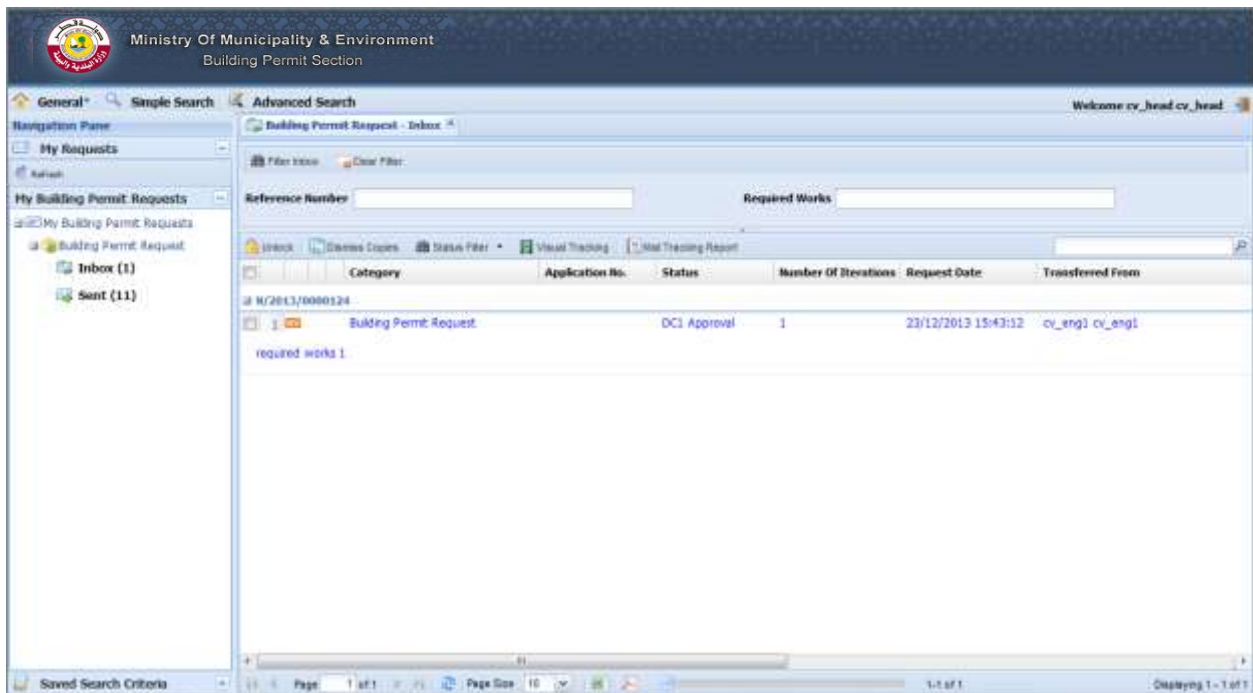 Ministry Of Municipality & Environment
Building Permit Section
General Simple Search Advanced Search Welcome cv_head cv_head
Navigation Pane Building Permit Request - Inbox
My Requests
Filter Inbox Clear Filter
Refresh
My Building Permit Requests Reference Number Required Works
My Building Permit Requests
Building Permit Request Unlock Dismiss Copies Status Filter Visual Tracking Mail Tracking Report
Inbox (1) Category Application No. Status Number Of Iterations Request Date Transferred From
Sent (11) N/2013/0000124
1 Building Permit Request DC1 Approval 1 23/12/2013 15:43:12 cv_eng1 cv_eng1
required works 1
Saved Search Criteria Page 1 of 1 Page Size 10 1-1 of 1 Displaying 1 - 1 of 1